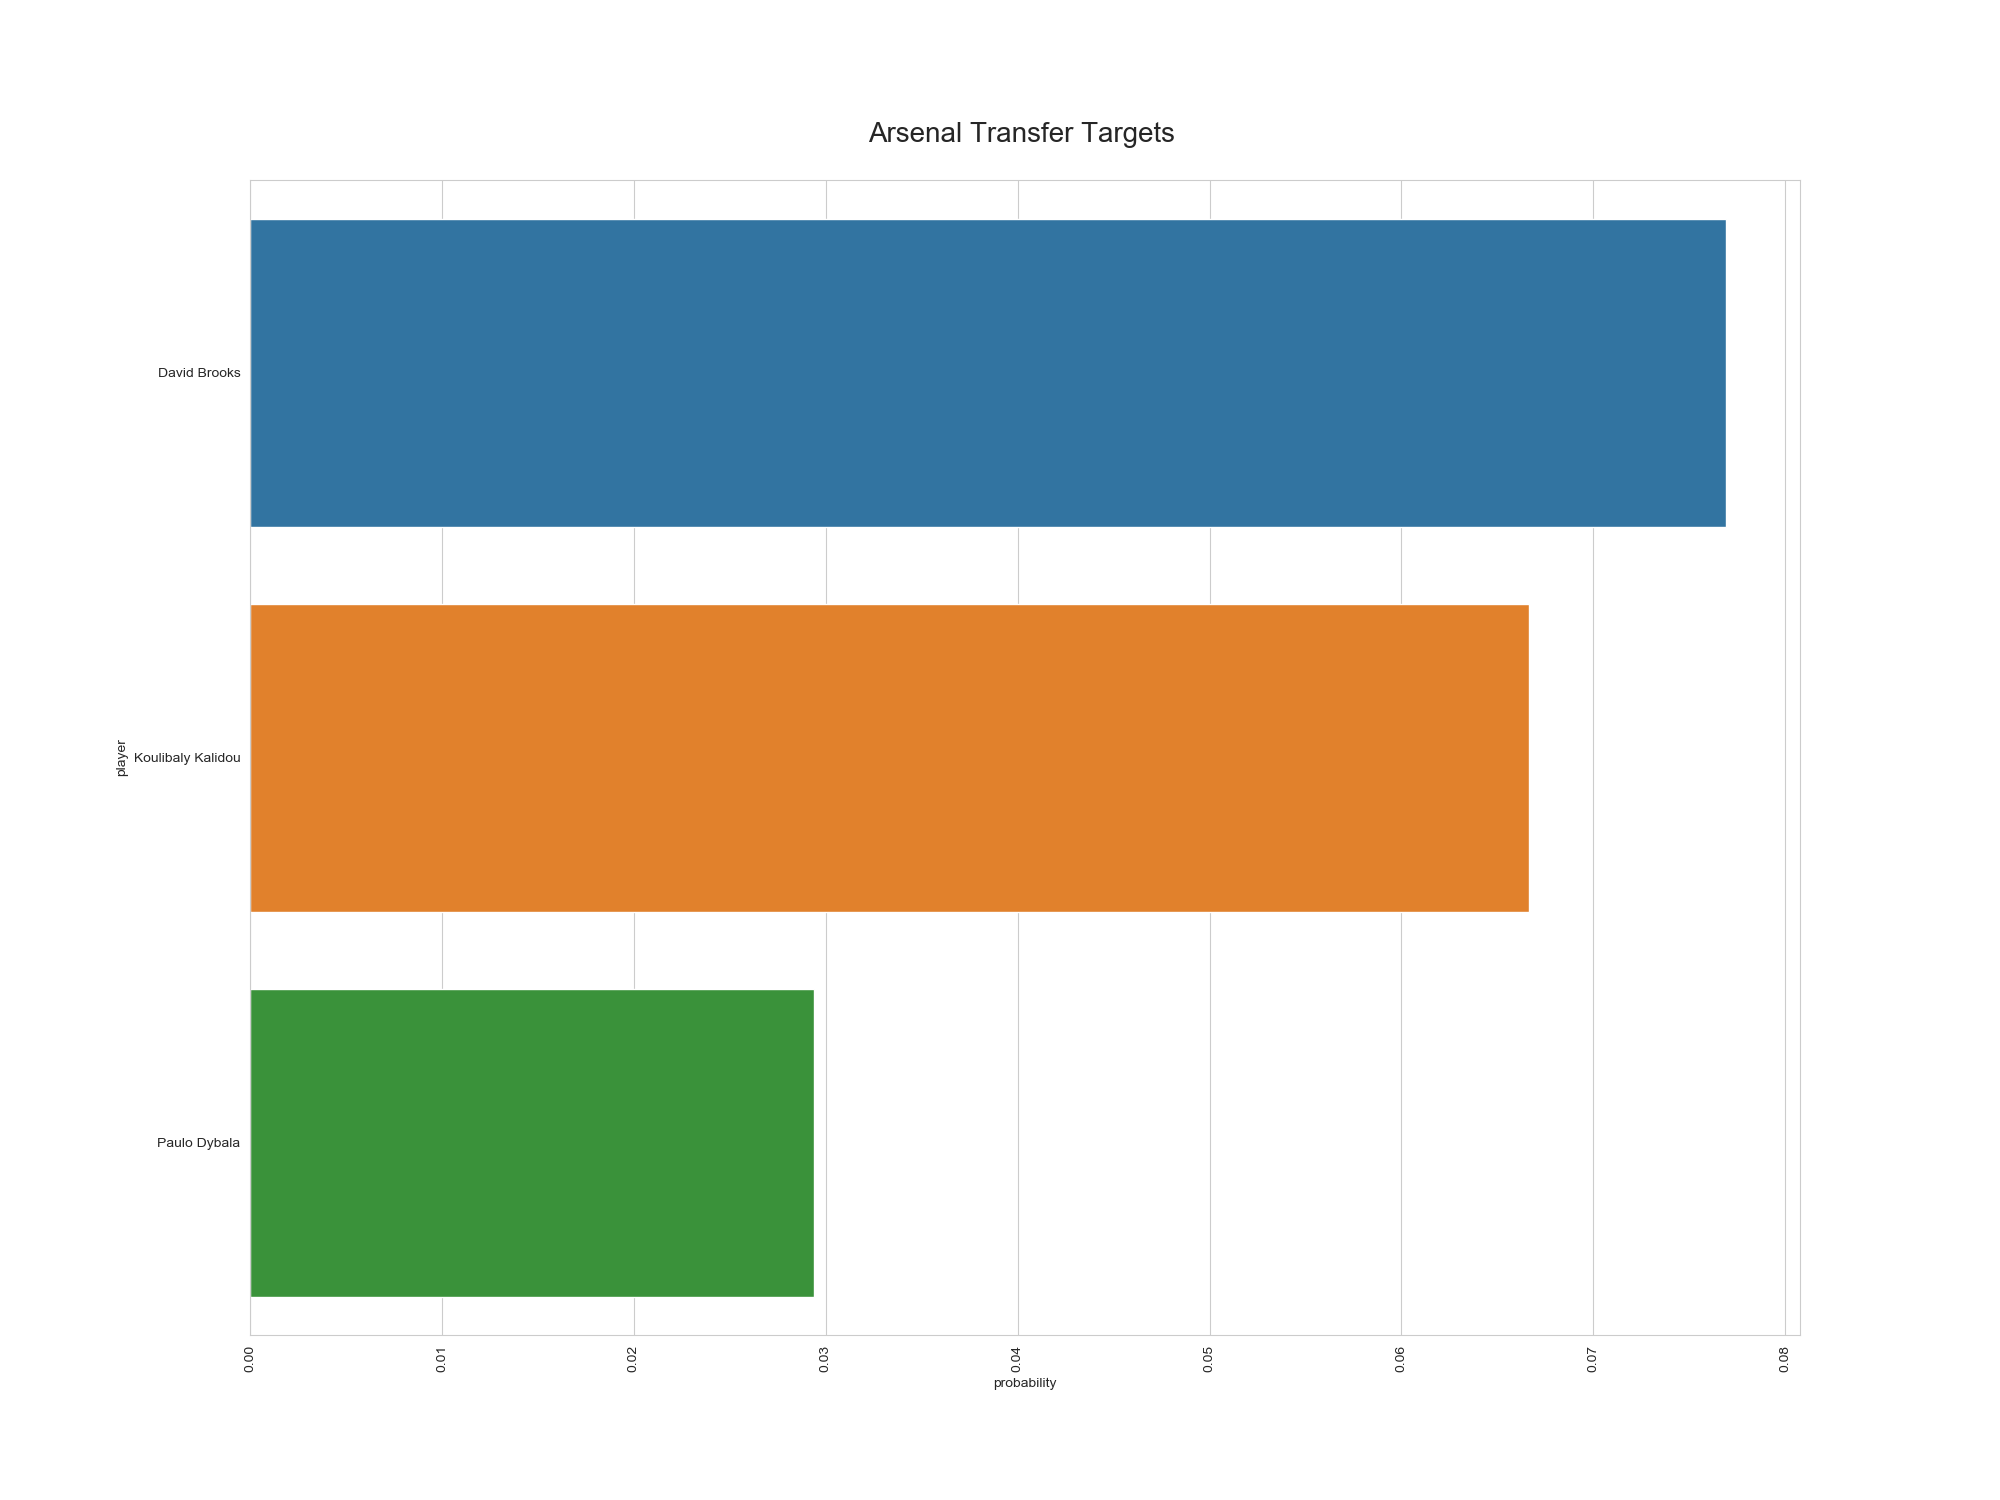 Arsenal Transfer Targets
David Brooks
Koulibaly Kalidou
Paulo Dybala
player
0.00
0.01
0.02
0.03
0.04
0.05
0.06
0.07
0.08
probability